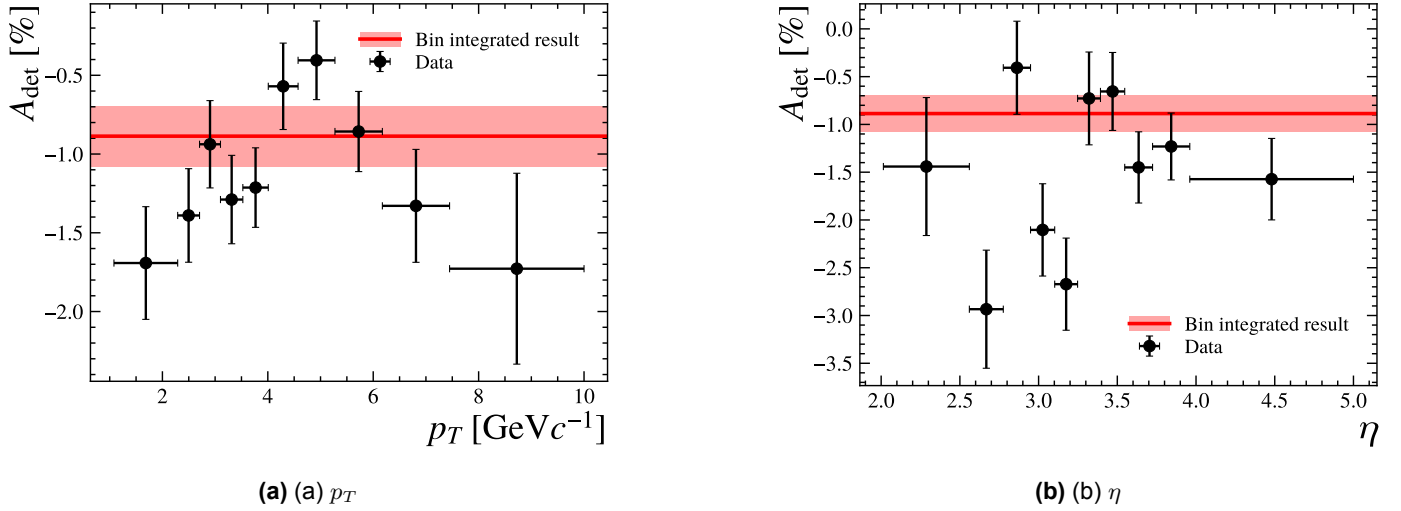 A_det [%]
Bin integrated result
Data
−0.5
−1.0
−1.5
−2.0
2 4 6 8 10
p_T [GeVc⁻¹]
(a) (a) p_T
A_det [%]
0.0
−0.5
−1.0
−1.5
−2.0
−2.5
−3.0
−3.5
Bin integrated result
Data
2.0 2.5 3.0 3.5 4.0 4.5 5.0
η
(b) (b) η